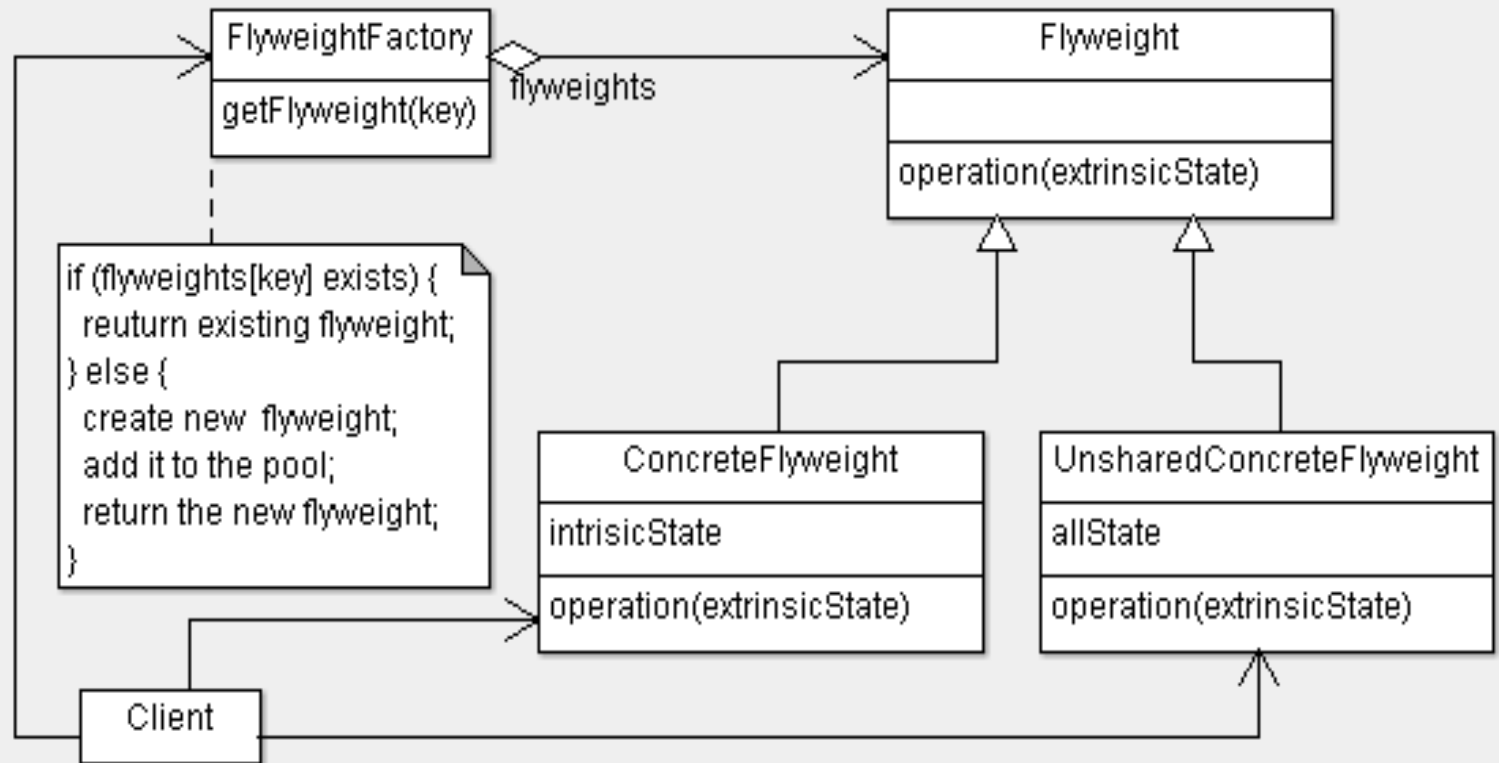 FlyweightFactory
getFlyweight(key)
flyweights
Flyweight
operation(extrinsicState)
if (flyweights[key] exists) {
reuturn existing flyweight;
} else {
create new flyweight;
add it to the pool;
return the new flyweight;
}
ConcreteFlyweight
intrisicState
operation(extrinsicState)
UnsharedConcreteFlyweight
allState
operation(extrinsicState)
Client